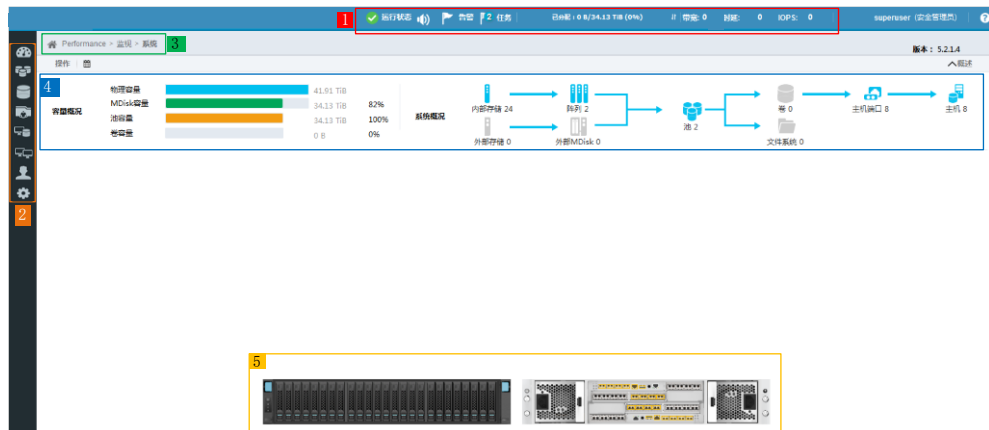 1
运行状态 告警 2 任务 已分配：0 B/34.13 TiB (0%) 带宽: 0 时延: 0 IOPS: 0 superuser (安全管理员) ?
Performance > 监视 > 系统 3
版本： 5.2.1.4
操作
概述
4
容量概况
物理容量 41.91 TiB
MDisk容量 34.13 TiB 82%
池容量 34.13 TiB 100%
卷容量 0 B 0%
系统概况
内部存储 24
阵列 2
外部存储 0
外部MDisk 0
池 2
卷 0
文件系统 0
主机端口 8
主机 8
2
5